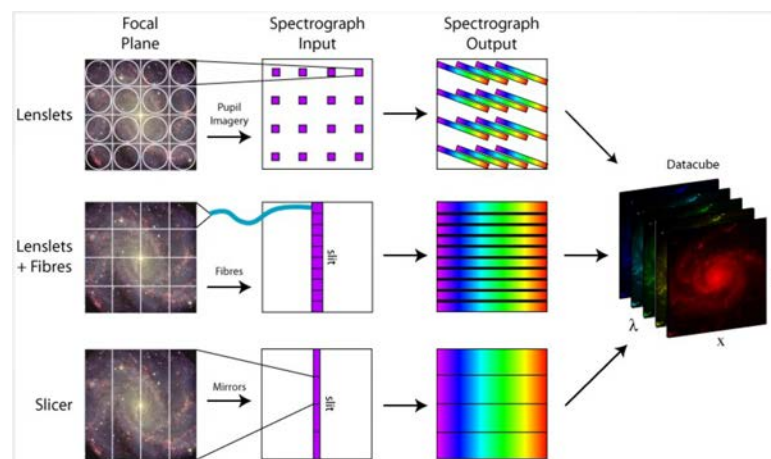 Focal
Plane
Spectrograph
Input
Spectrograph
Output
Lenslets
Pupil
Imagery
Datacube
Lenslets
+ Fibres
Fibres
slit
λ
x
Slicer
Mirrors
slit